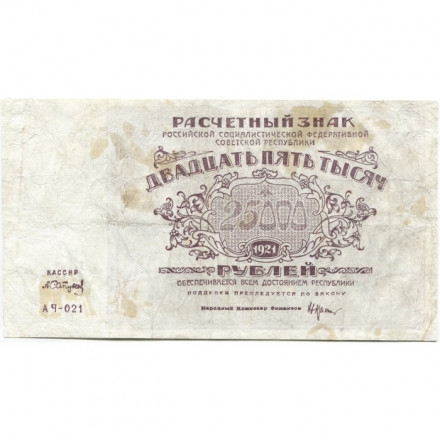 РАСЧЕТНЫЙ ЗНАК
РОССИЙСКОЙ СОЦИАЛИСТИЧЕСКОЙ ФЕДЕРАТИВНОЙ
СОВЕТСКОЙ РЕСПУБЛИКИ
ДВАДЦАТЬ ПЯТЬ ТЫСЯЧ
25000
1921
РУБЛЕЙ
ОБЕСПЕЧИВАЕТСЯ ВСЕМ ДОСТОЯНИЕМ РЕСПУБЛИКИ
ПОДДЕЛКА ПРЕСЛЕДУЕТСЯ ПО ЗАКОНУ
Народный Комиссар Финансов
КАССИР
АЧ-021